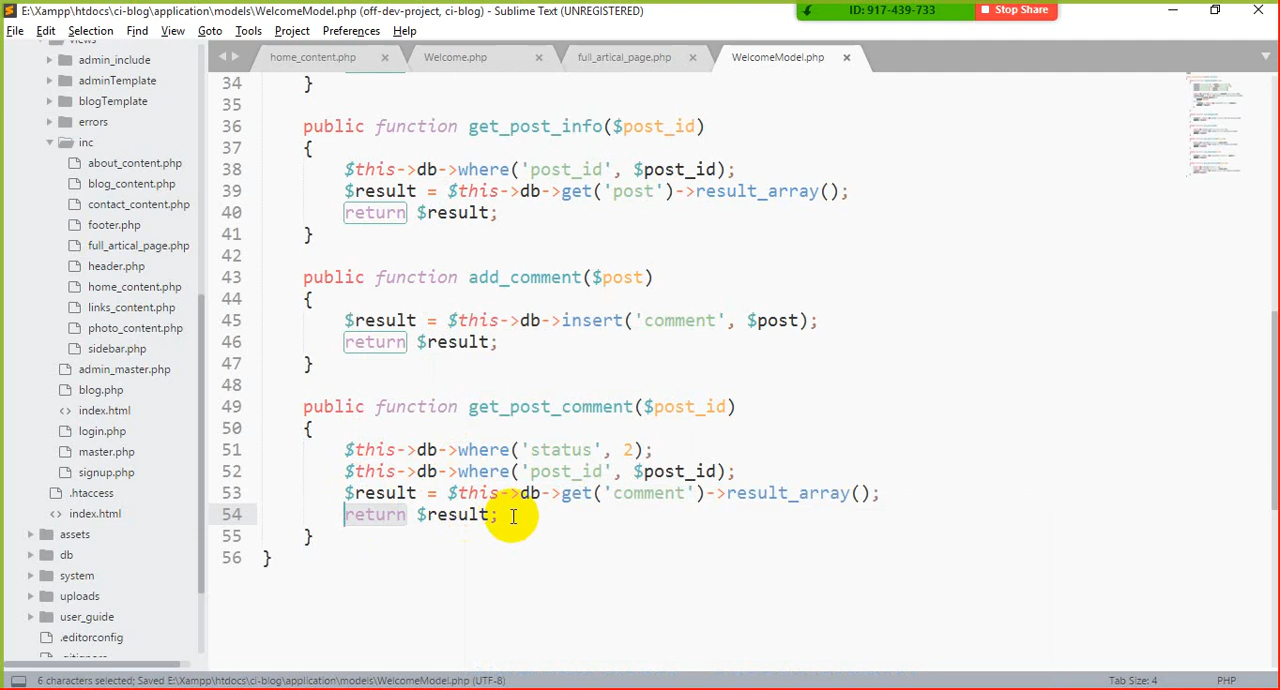 E:\Xampp\htdocs\ci-blog\application\models\WelcomeModel.php (off-dev-project, ci-blog) - Sublime Text (UNREGISTERED)
ID: 917-439-733
Stop Share
File Edit Selection Find View Goto Tools Project Preferences Help
home_content.php
Welcome.php
full_artical_page.php
WelcomeModel.php
views
admin_include
adminTemplate
blogTemplate
errors
inc
about_content.php
blog_content.php
contact_content.php
footer.php
full_artical_page.php
header.php
home_content.php
links_content.php
photo_content.php
sidebar.php
admin_master.php
blog.php
index.html
login.php
master.php
signup.php
.htaccess
index.html
assets
db
system
uploads
user_guide
.editorconfig
.gitignore
34 }
35
36 public function get_post_info($post_id)
37 {
38 $this->db->where('post_id', $post_id);
39 $result = $this->db->get('post')->result_array();
40 return $result;
41 }
42
43 public function add_comment($post)
44 {
45 $result = $this->db->insert('comment', $post);
46 return $result;
47 }
48
49 public function get_post_comment($post_id)
50 {
51 $this->db->where('status', 2);
52 $this->db->where('post_id', $post_id);
53 $result = $this->db->get('comment')->result_array();
54 return $result;
55 }
56 }
6 characters selected; Saved E:\Xampp\htdocs\ci-blog\application\models\WelcomeModel.php (UTF-8)
Tab Size: 4
PHP